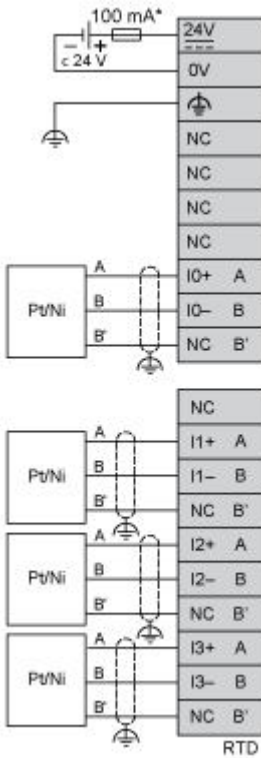 100 mA*
24V
− +
c 24 V
0V
NC
NC
NC
NC
A I0+ A
Pt/Ni B I0− B
B' NC B'
NC
A I1+ A
Pt/Ni B I1− B
B' NC B'
A I2+ A
Pt/Ni B I2− B
B' NC B'
A I3+ A
Pt/Ni B I3− B
B' NC B'
RTD